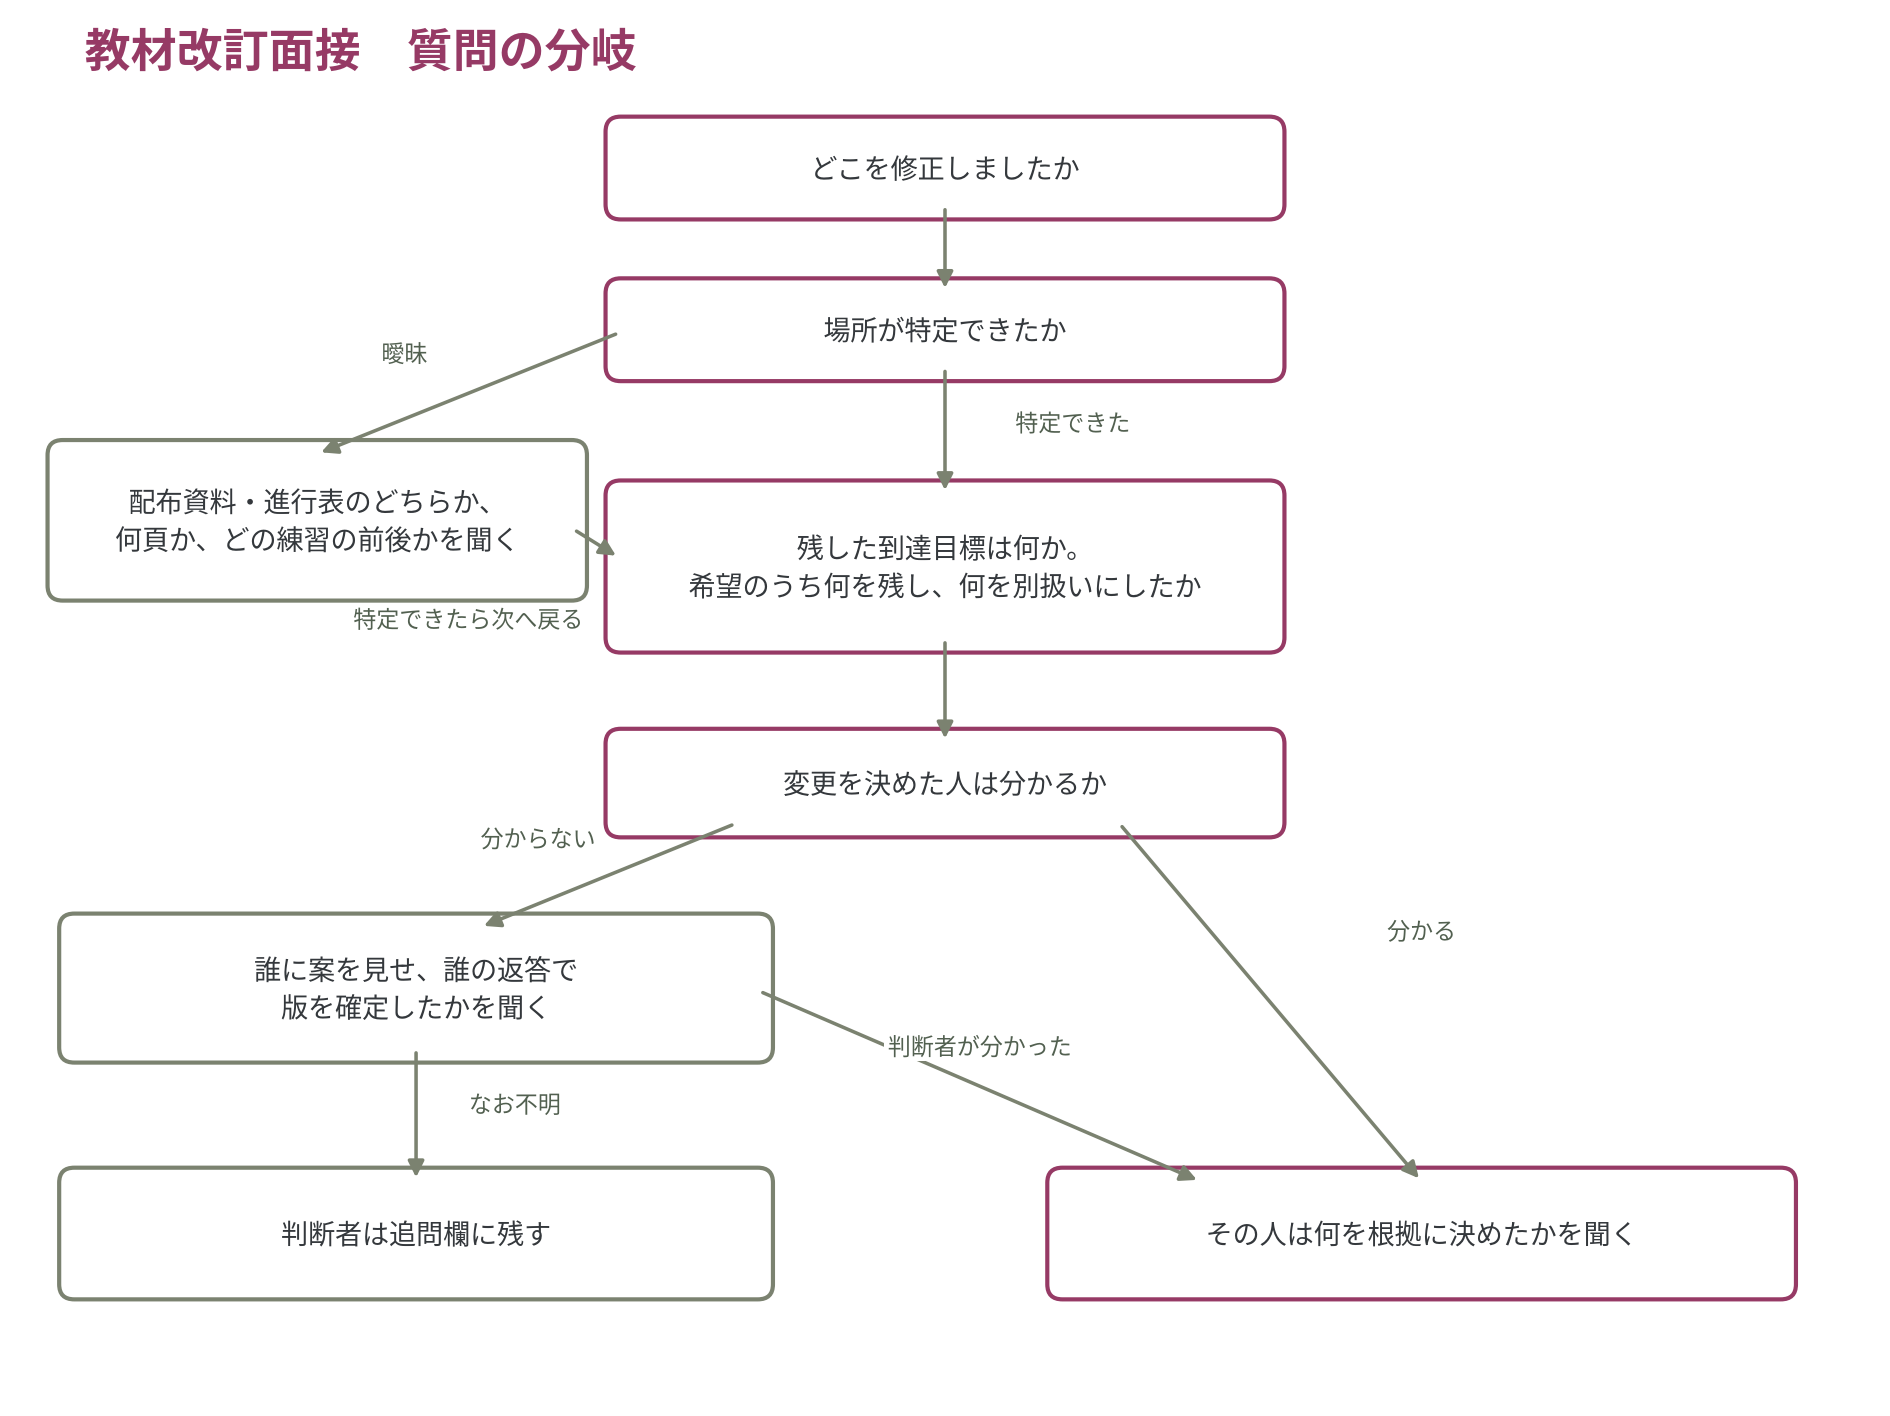 教材改訂面接　質問の分岐
どこを修正しましたか
場所が特定できたか
曖昧
特定できた
配布資料・進行表のどちらか、
何頁か、どの練習の前後かを聞く
残した到達目標は何か。
希望のうち何を残し、何を別扱いにしたか
特定できたら次へ戻る
変更を決めた人は分かるか
分からない
分かる
誰に案を見せ、誰の返答で
版を確定したかを聞く
判断者が分かった
なお不明
判断者は追問欄に残す
その人は何を根拠に決めたかを聞く